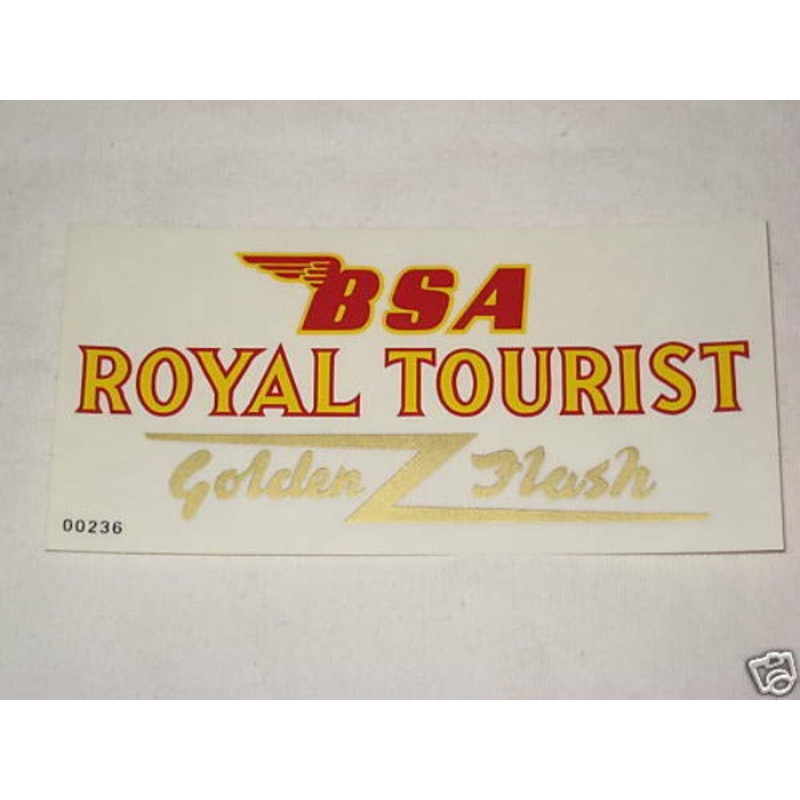 BSA
ROYAL TOURIST
Golden Flash
00236